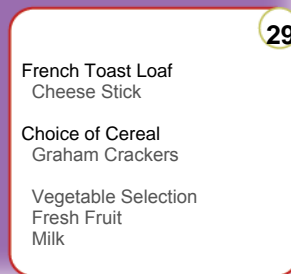 29
French Toast Loaf
Cheese Stick
Choice of Cereal
Graham Crackers
Vegetable Selection
Fresh Fruit
Milk